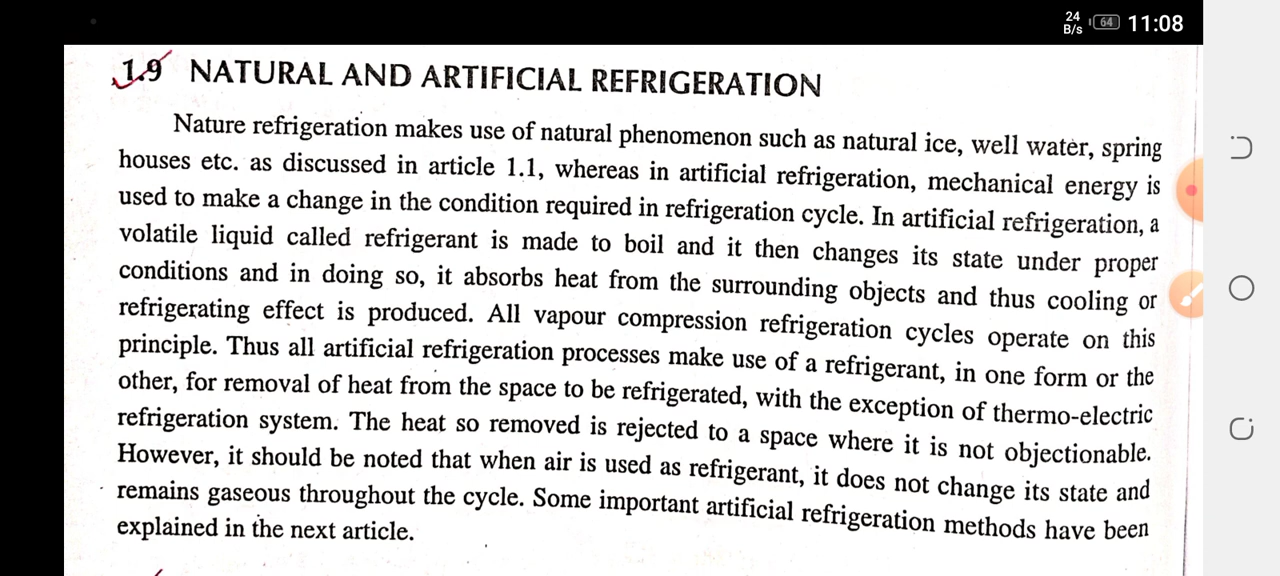 24
B/s
64
11:08
1.9 NATURAL AND ARTIFICIAL REFRIGERATION
Nature refrigeration makes use of natural phenomenon such as natural ice, well water, spring
houses etc. as discussed in article 1.1, whereas in artificial refrigeration, mechanical energy is
used to make a change in the condition required in refrigeration cycle. In artificial refrigeration, a
volatile liquid called refrigerant is made to boil and it then changes its state under proper
conditions and in doing so, it absorbs heat from the surrounding objects and thus cooling or
refrigerating effect is produced. All vapour compression refrigeration cycles operate on this
principle. Thus all artificial refrigeration processes make use of a refrigerant, in one form or the
other, for removal of heat from the space to be refrigerated, with the exception of thermo-electric
refrigeration system. The heat so removed is rejected to a space where it is not objectionable.
However, it should be noted that when air is used as refrigerant, it does not change its state and
remains gaseous throughout the cycle. Some important artificial refrigeration methods have been
explained in the next article.